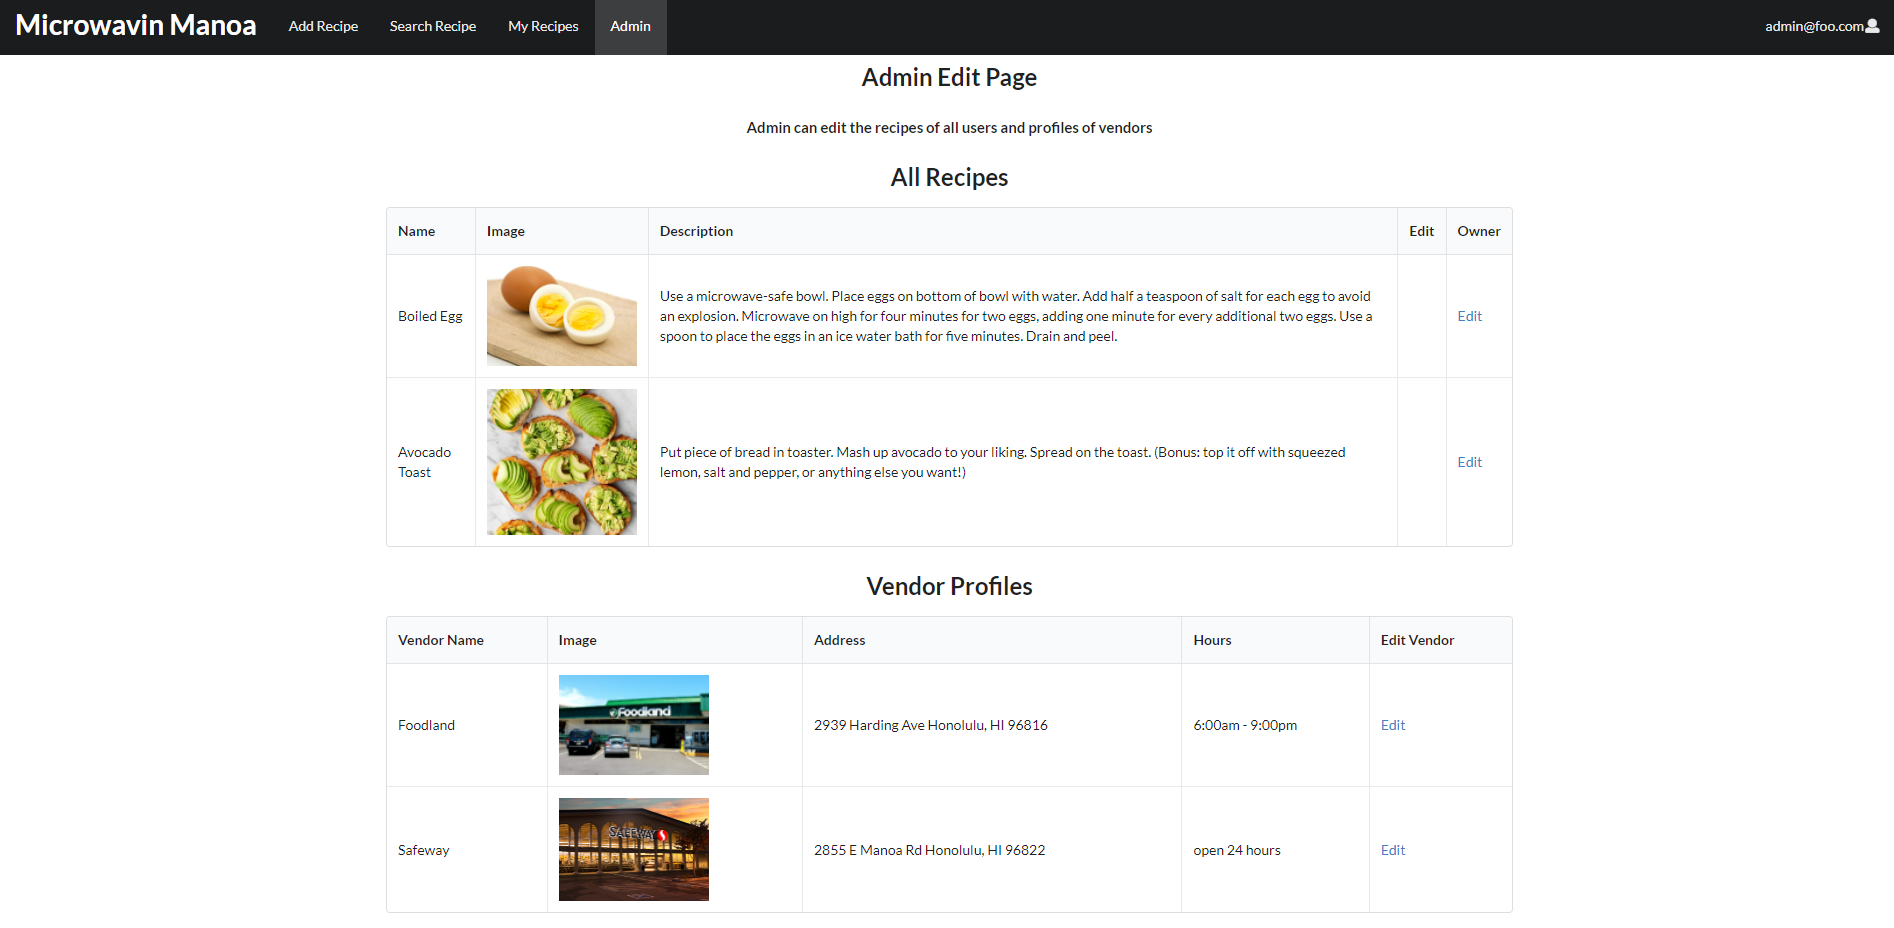 Microwavin Manoa Add Recipe Search Recipe My Recipes Admin admin@foo.com
Admin Edit Page
Admin can edit the recipes of all users and profiles of vendors
All Recipes
Name Image Description Edit Owner
Boiled Egg
Use a microwave-safe bowl. Place eggs on bottom of bowl with water. Add half a teaspoon of salt for each egg to avoid
an explosion. Microwave on high for four minutes for two eggs, adding one minute for every additional two eggs. Use a
spoon to place the eggs in an ice water bath for five minutes. Drain and peel.
Edit
Avocado
Toast
Put piece of bread in toaster. Mash up avocado to your liking. Spread on the toast. (Bonus: top it off with squeezed
lemon, salt and pepper, or anything else you want!)
Edit
Vendor Profiles
Vendor Name Image Address Hours Edit Vendor
Foodland
Foodland
2939 Harding Ave Honolulu, HI 96816
6:00am - 9:00pm
Edit
Safeway
SAFEWAY
2855 E Manoa Rd Honolulu, HI 96822
open 24 hours
Edit